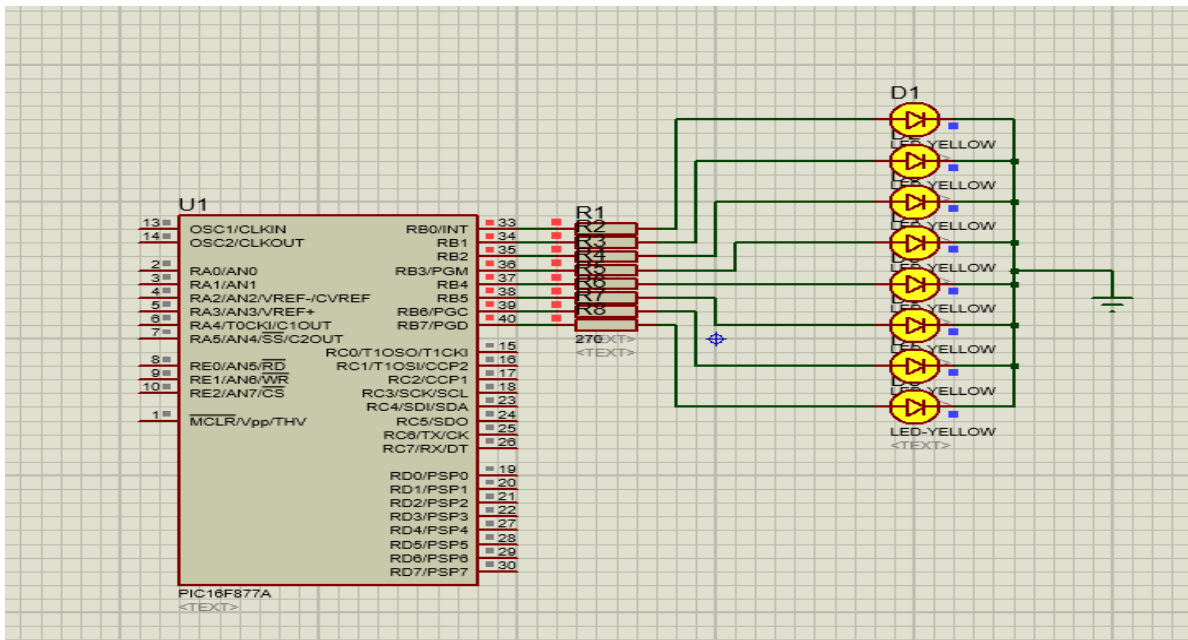 D1
LED-YELLOW
LED-YELLOW
LED-YELLOW
LED-YELLOW
LED-YELLOW
LED-YELLOW
LED-YELLOW
LED-YELLOW
<TEXT>
U1
13 OSC1/CLKIN
14 OSC2/CLKOUT
2 RA0/AN0
3 RA1/AN1
4 RA2/AN2/VREF-/CVREF
5 RA3/AN3/VREF+
6 RA4/T0CKI/C1OUT
7 RA5/AN4/SS/C2OUT
8 RE0/AN5/RD
9 RE1/AN6/WR
10 RE2/AN7/CS
1 MCLR/Vpp/THV
RB0/INT 33
RB1 34
RB2 35
RB3/PGM 36
RB4 37
RB5 38
RB6/PGC 39
RB7/PGD 40
RC0/T1OSO/T1CKI 15
RC1/T1OSI/CCP2 16
RC2/CCP1 17
RC3/SCK/SCL 18
RC4/SDI/SDA 23
RC5/SDO 24
RC6/TX/CK 25
RC7/RX/DT 26
RD0/PSP0 19
RD1/PSP1 20
RD2/PSP2 21
RD3/PSP3 22
RD4/PSP4 27
RD5/PSP5 28
RD6/PSP6 29
RD7/PSP7 30
PIC16F877A
<TEXT>
R1
R2
R3
R4
R5
R6
R7
R8
270
<TEXT>